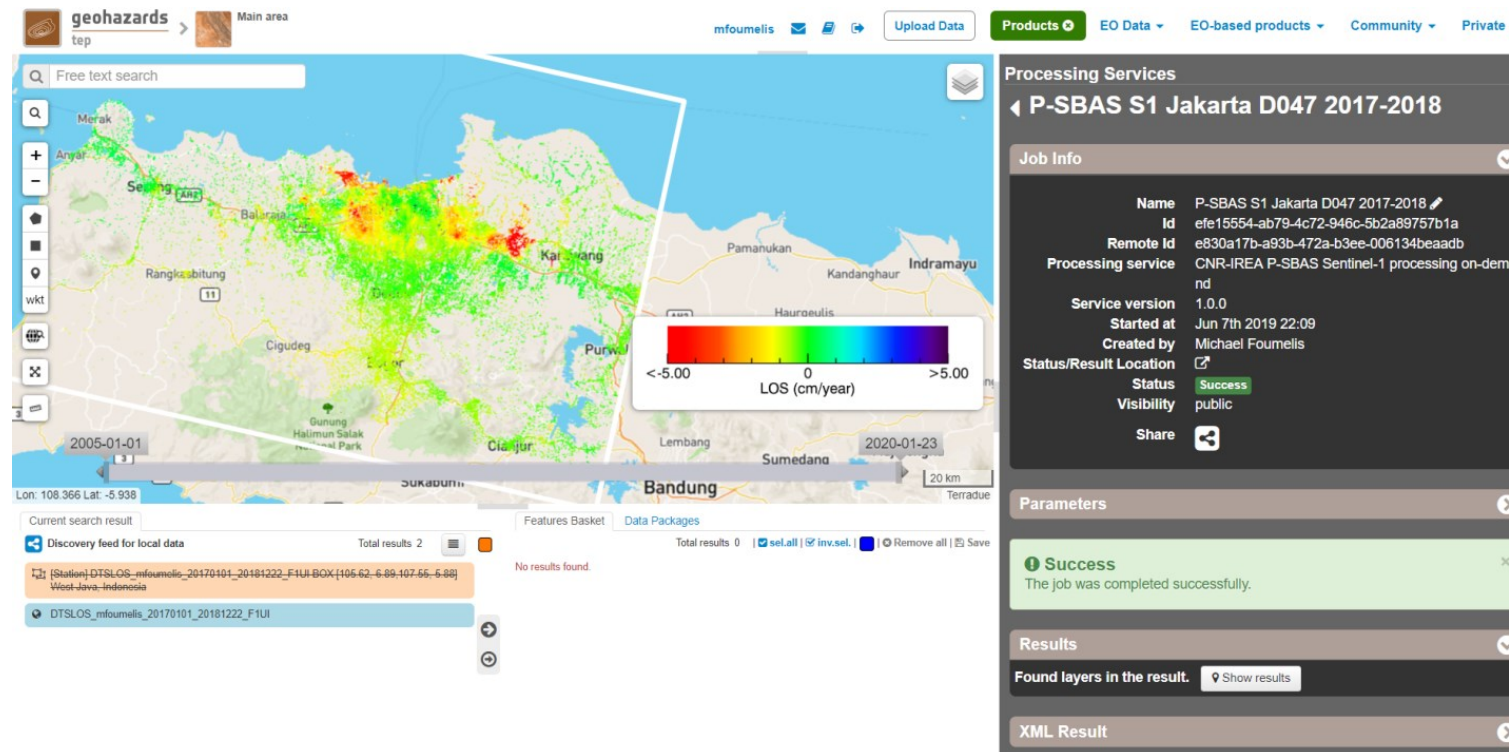 geohazards
tep
Main area
mfoumelis
Upload Data
Products
EO Data
EO-based products
Community
Private
Free text search
Merak
Anyar
AH2
Balaraja
Pamanukan
Kandanghaur
Indramayu
Rangkasbitung
11
wkt
Haurgeulis
Cigudeg
<-5.00
0
>5.00
LOS (cm/year)
Gunung
Halimun Salak
National Park
Lembang
2005-01-01
2020-01-23
3
Sumedang
Sukabumi
Bandung
20 km
Lon: 108.366 Lat: -5.938
Terradue
Processing Services
P-SBAS S1 Jakarta D047 2017-2018
Job Info
Name P-SBAS S1 Jakarta D047 2017-2018
Id efe15554-ab79-4c72-946c-5b2a89757b1a
Remote Id e830a17b-a93b-472a-b3ee-006134beaadb
Processing service CNR-IREA P-SBAS Sentinel-1 processing on-dem
nd
Service version 1.0.0
Started at Jun 7th 2019 22:09
Created by Michael Foumelis
Status/Result Location
Status Success
Visibility public
Share
Parameters
Success
The job was completed successfully.
Results
Found layers in the result. Show results
XML Result
Current search result
Discovery feed for local data Total results 2
[Station] DTSLOS_mfoumelis_20170101_20181222_F1UI BOX [105.62, 6.89,107.55, 5.88]
West Java, Indonesia
DTSLOS_mfoumelis_20170101_20181222_F1UI
Features Basket Data Packages
Total results 0 | sel.all | inv.sel. | | Remove all | Save
No results found.